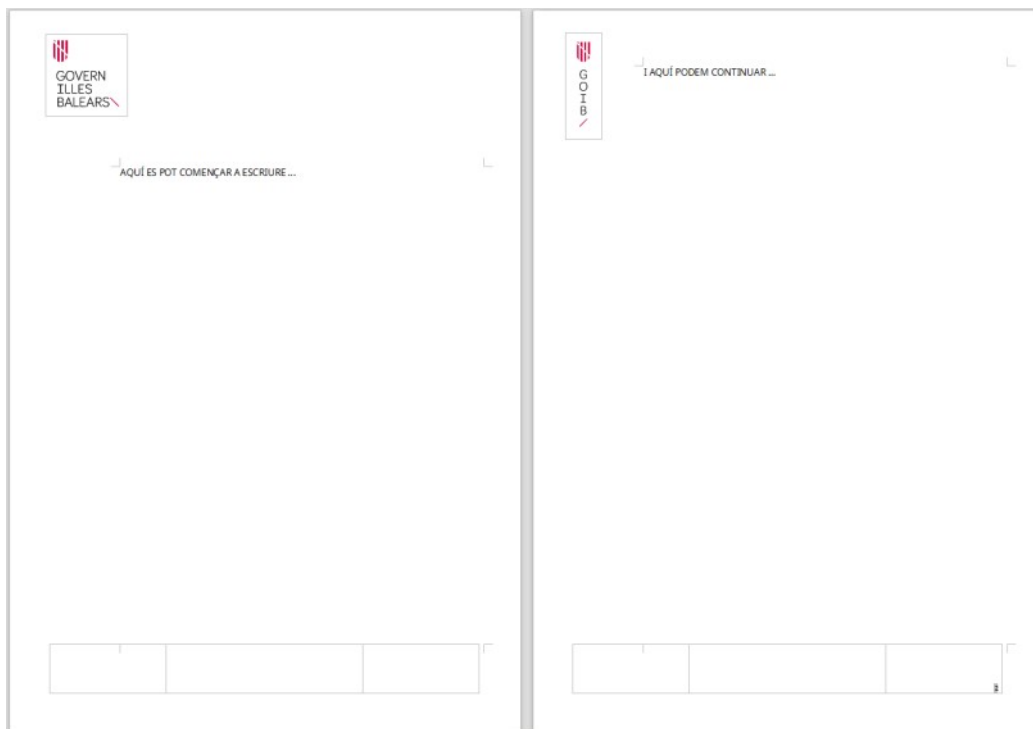 GOVERN
ILLES
BALEARS
AQUÍ ES POT COMENÇAR A ESCRIURE ...
G
O
I
B
I AQUÍ PODEM CONTINUAR ...